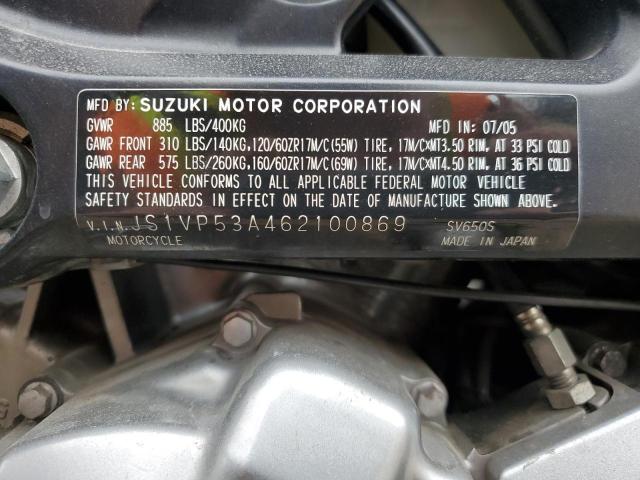 MFD BY: SUZUKI MOTOR CORPORATION
GVWR 885 LBS/400KG MFD IN: 07/05
GAWR FRONT 310 LBS/140KG,120/60ZR17M/C(55W) TIRE, 17M/C×MT3.50 RIM, AT 33 PSI COLD
GAWR REAR 575 LBS/260KG,160/60ZR17M/C(69W) TIRE, 17M/C×MT4.50 RIM, AT 36 PSI COLD
THIS VEHICLE CONFORMS TO ALL APPLICABLE FEDERAL MOTOR VEHICLE
SAFETY STANDARDS IN EFFECT ON THE DATE OF MANUFACTURE SHOWN ABOVE.
V.I.N. JS1VP53A462100869 SV650S
MOTORCYCLE MADE IN JAPAN